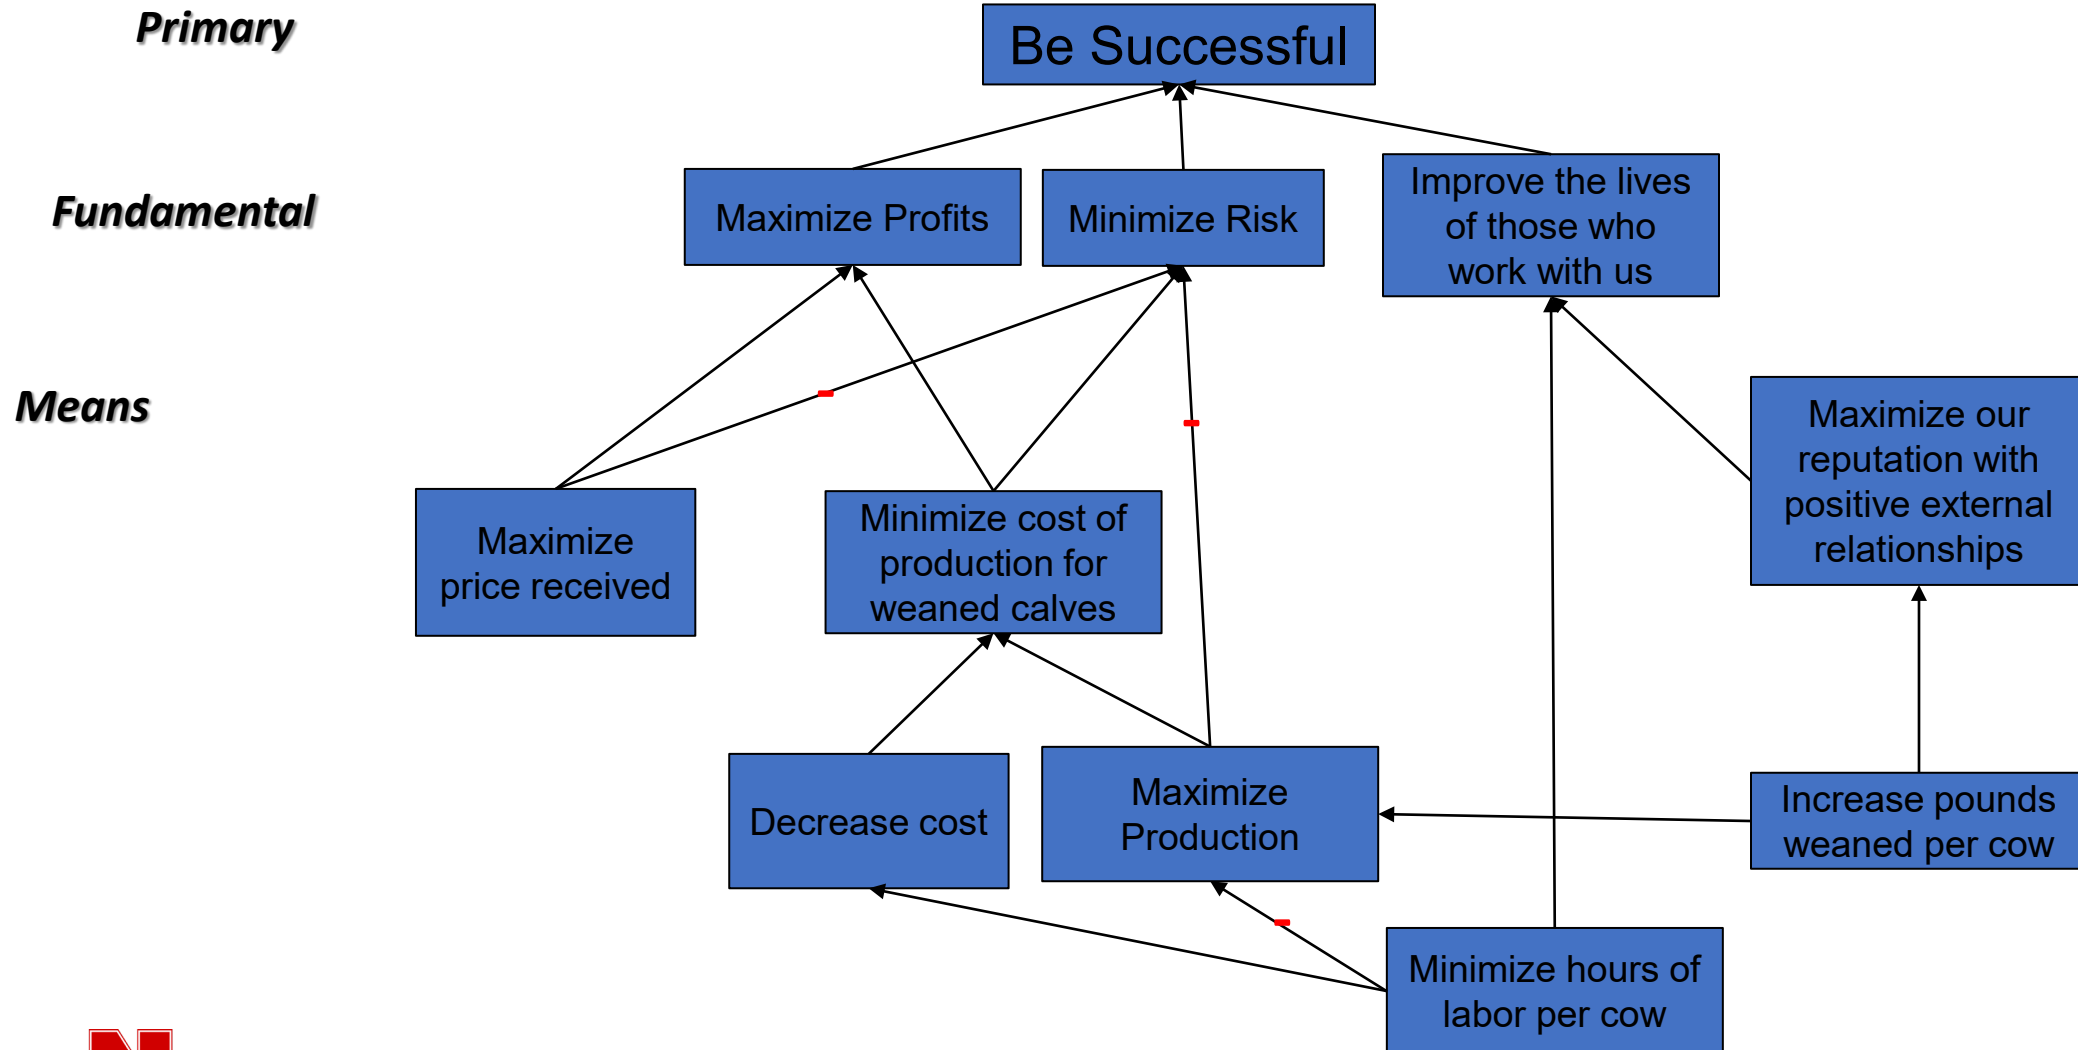 Primary
Be Successful
Fundamental
Maximize Profits
Minimize Risk
Improve the lives
of those who
work with us
Means
Maximize our
reputation with
positive external
relationships
Maximize
price received
Minimize cost of
production for
weaned calves
Decrease cost
Maximize
Production
Increase pounds
weaned per cow
Minimize hours of
labor per cow
N